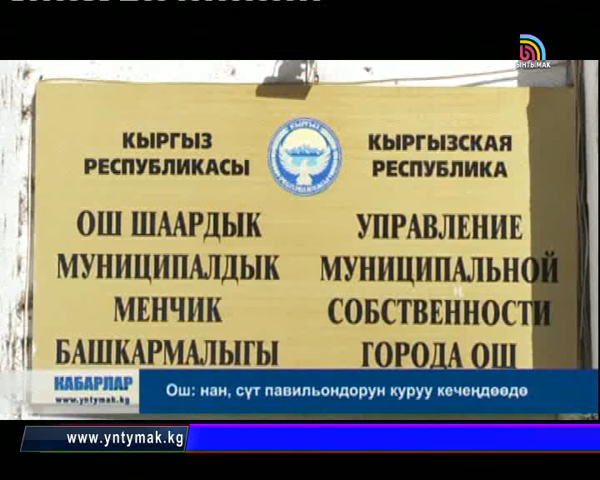 ЫНТЫМАК
КЫРГЫЗ
РЕСПУБЛИКАСЫ
КЫРГЫЗСКАЯ
РЕСПУБЛИКА
ОШ ШААРДЫК
МУНИЦИПАЛДЫК
МЕНЧИК
БАШКАРМАЛЫГЫ
УПРАВЛЕНИЕ
МУНИЦИПАЛЬНОЙ
СОБСТВЕННОСТИ
ГОРОДА ОШ
КАБАРЛАР
www.yntymak.kg
Ош: нан, сүт павильондорун куруу кечеңдөөдө
www.yntymak.kg